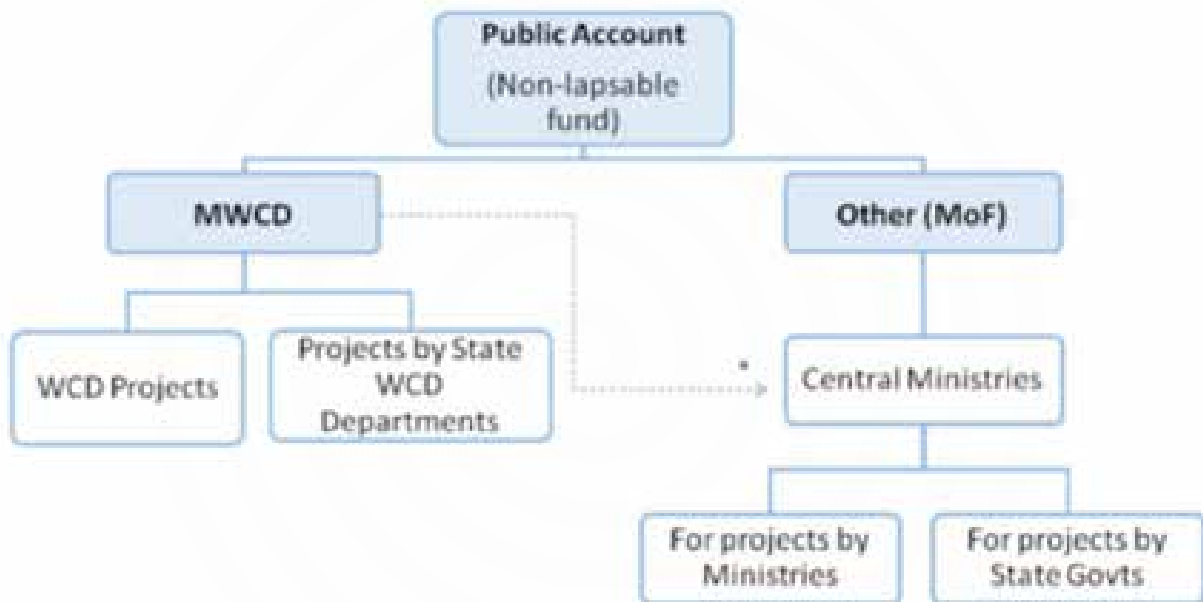 Public Account
(Non-lapsable
fund)
MWCD
Other (MoF)
WCD Projects
Projects by State
WCD
Departments
Central Ministries
For projects by
Ministries
For projects by
State Govts